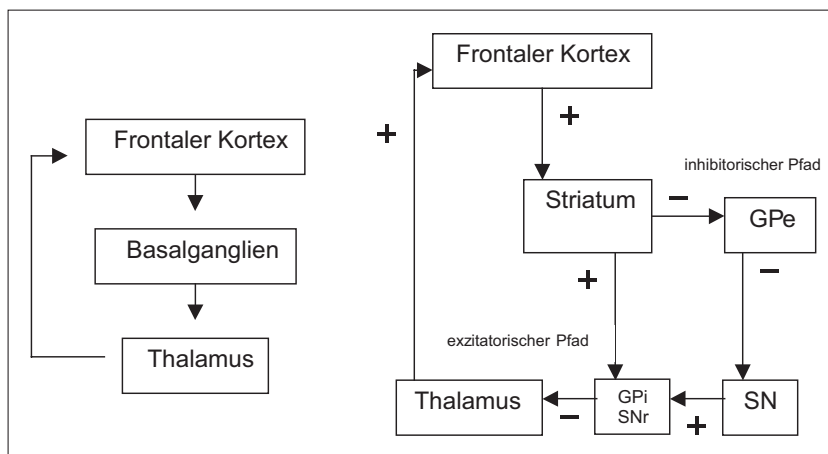 Frontaler Kortex
Basalganglien
Thalamus
Frontaler Kortex
+
+
inhibitorischer Pfad
Striatum
−
GPe
+
−
exzitatorischer Pfad
Thalamus
−
GPi
SNr
+
SN